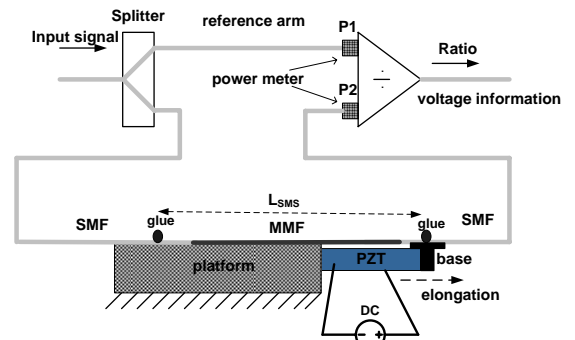 Splitter
Input signal
reference arm
P1
Ratio
power meter
÷
P2
voltage information
L_SMS
SMF
glue
MMF
glue
SMF
platform
PZT
base
elongation
DC
- +